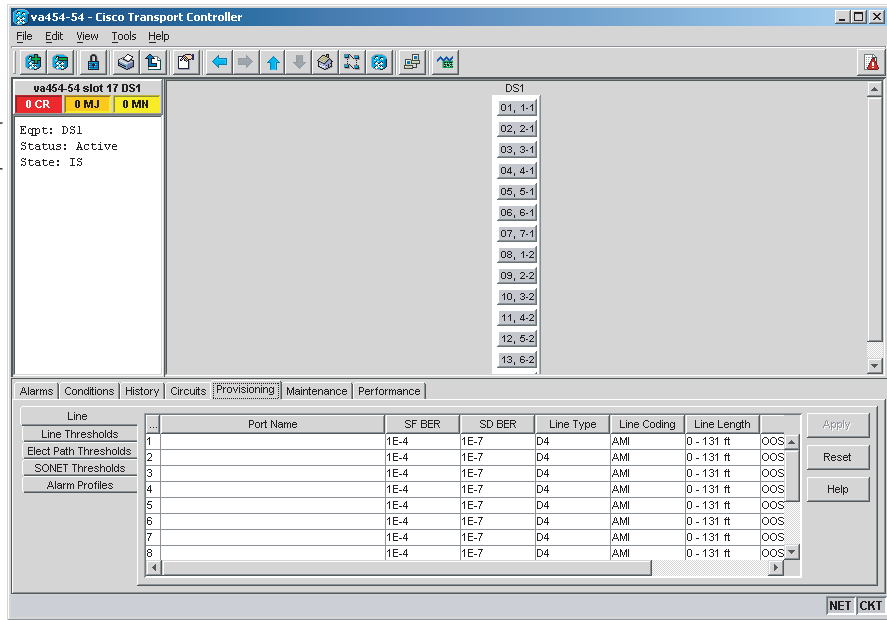 va454-54 - Cisco Transport Controller
File Edit View Tools Help
va454-54 slot 17 DS1
0 CR 0 MJ 0 MN
Eqpt: DS1
Status: Active
State: IS
DS1
01, 1-1
02, 2-1
03, 3-1
04, 4-1
05, 5-1
06, 6-1
07, 7-1
08, 1-2
09, 2-2
10, 3-2
11, 4-2
12, 5-2
13, 6-2
Alarms Conditions History Circuits Provisioning Maintenance Performance
Line
Line Thresholds
Elect Path Thresholds
SONET Thresholds
Alarm Profiles
... Port Name SF BER SD BER Line Type Line Coding Line Length
1 1E-4 1E-7 D4 AMI 0 - 131 ft OOS
2 1E-4 1E-7 D4 AMI 0 - 131 ft OOS
3 1E-4 1E-7 D4 AMI 0 - 131 ft OOS
4 1E-4 1E-7 D4 AMI 0 - 131 ft OOS
5 1E-4 1E-7 D4 AMI 0 - 131 ft OOS
6 1E-4 1E-7 D4 AMI 0 - 131 ft OOS
7 1E-4 1E-7 D4 AMI 0 - 131 ft OOS
8 1E-4 1E-7 D4 AMI 0 - 131 ft OOS
Apply
Reset
Help
NET CKT